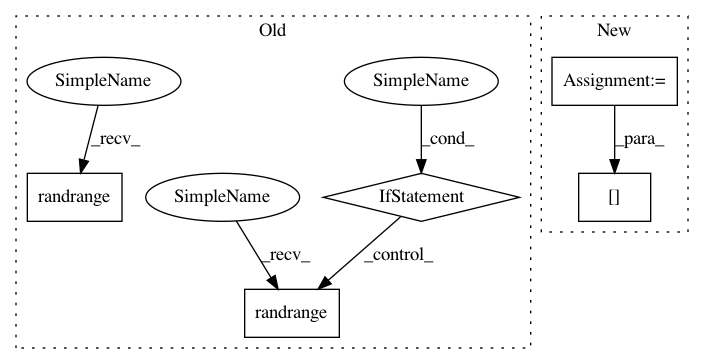 Old
New
SimpleName
SimpleName
Assignment:=
_recv_
_cond_
_para_
randrange
SimpleName
IfStatement
[]
_recv_
_control_
randrange